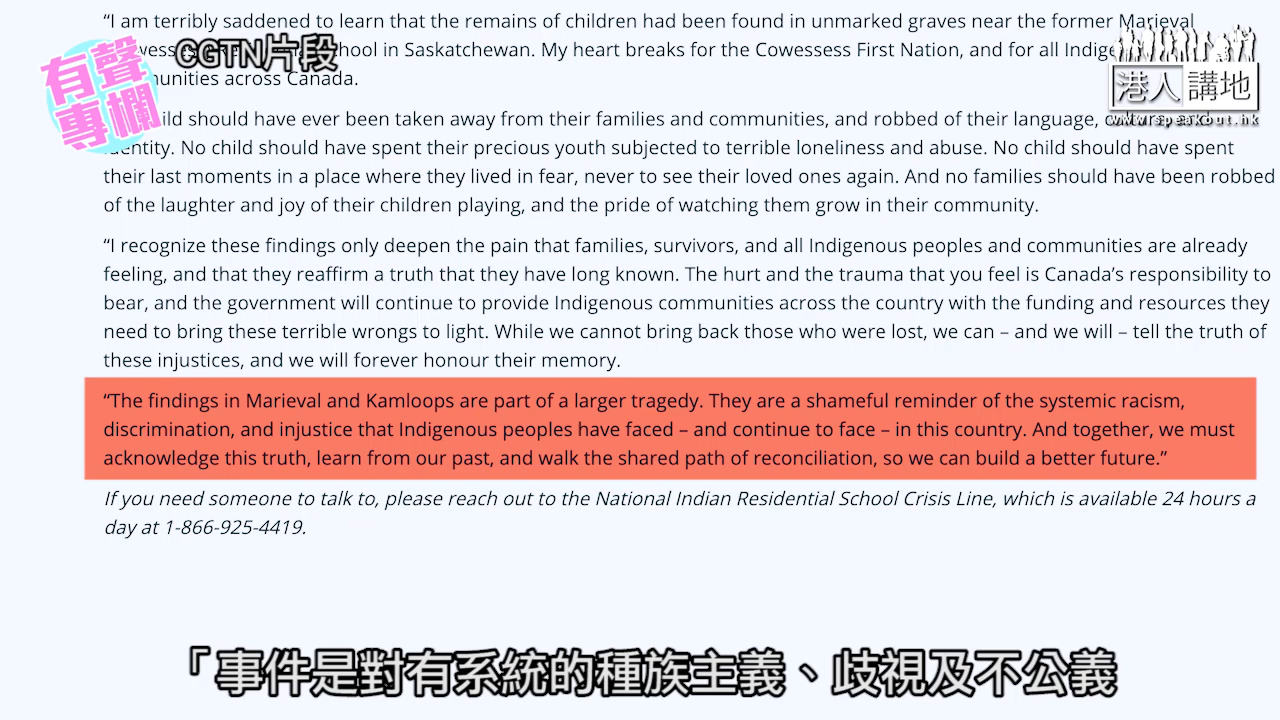 “I am terribly saddened to learn that the remains of children had been found in unmarked graves near the former Marieval
CGTN片段
有聲
專欄
school in Saskatchewan. My heart breaks for the Cowessess First Nation, and for all
communities across Canada.
港人講地
www.speakout.hk
child should have ever been taken away from their families and communities, and robbed of their language,
identity. No child should have spent their precious youth subjected to terrible loneliness and abuse. No child should have spent
their last moments in a place where they lived in fear, never to see their loved ones again. And no families should have been robbed
of the laughter and joy of their children playing, and the pride of watching them grow in their community.
“I recognize these findings only deepen the pain that families, survivors, and all Indigenous peoples and communities are already
feeling, and that they reaffirm a truth that they have long known. The hurt and the trauma that you feel is Canada’s responsibility to
bear, and the government will continue to provide Indigenous communities across the country with the funding and resources they
need to bring these terrible wrongs to light. While we cannot bring back those who were lost, we can – and we will – tell the truth of
these injustices, and we will forever honour their memory.
“The findings in Marieval and Kamloops are part of a larger tragedy. They are a shameful reminder of the systemic racism,
discrimination, and injustice that Indigenous peoples have faced – and continue to face – in this country. And together, we must
acknowledge this truth, learn from our past, and walk the shared path of reconciliation, so we can build a better future.”
If you need someone to talk to, please reach out to the National Indian Residential School Crisis Line, which is available 24 hours a
day at 1-866-925-4419.
「事件是對有系統的種族主義、歧視及不公義